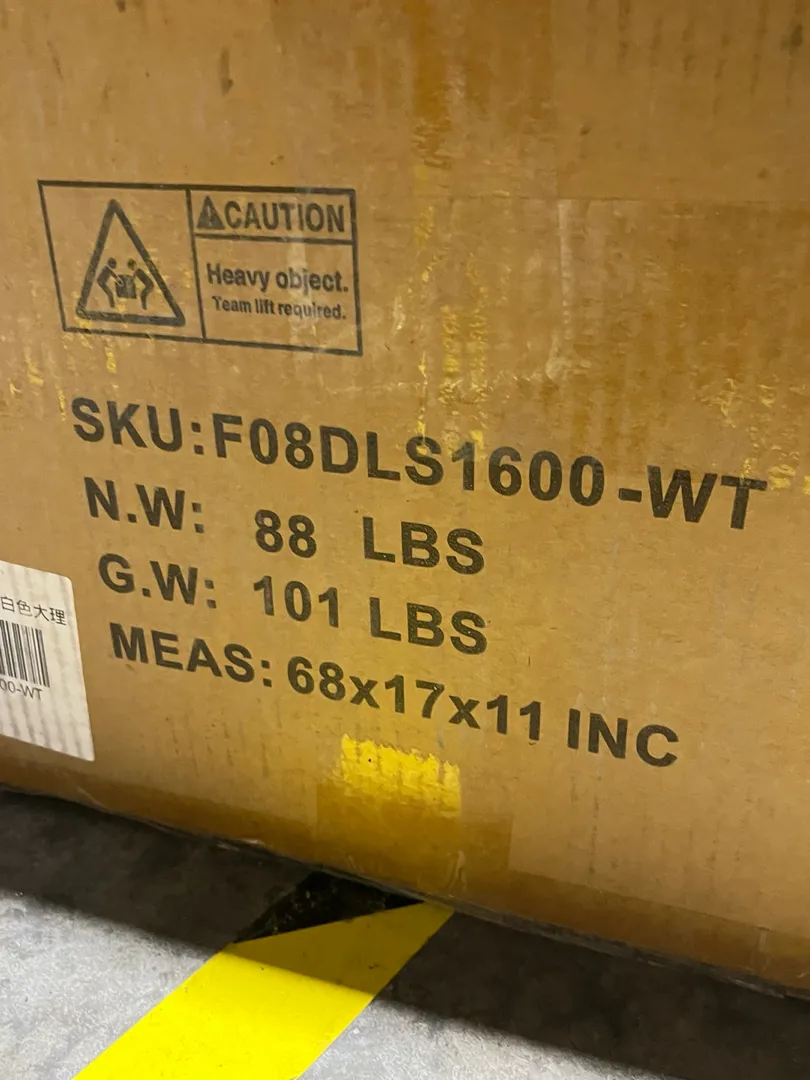 CAUTION
Heavy object.
Team lift required.
SKU:F08DLS1600-WT
N.W: 88 LBS
G.W: 101 LBS
MEAS: 68x17x11 INC
白色大理
00-WT